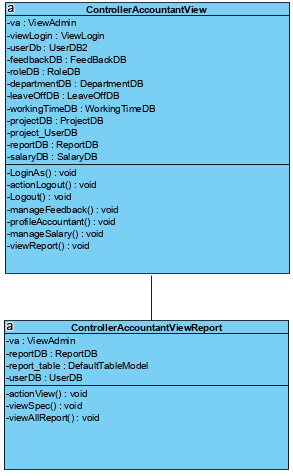 a
ControllerAccountantView
-va : ViewAdmin
-viewLogin : ViewLogin
-userDb : UserDB2
-feedbackDB : FeedBackDB
-roleDB : RoleDB
-departmentDB : DepartmentDB
-leaveOffDB : LeaveOffDB
-workingTimeDB : WorkingTimeDB
-projectDB : ProjectDB
-project_UserDB
-reportDB : ReportDB
-salaryDB : SalaryDB
-LoginAs() : void
-actionLogout() : void
-Logout() : void
-manageFeedback() : void
-profileAccountant() : void
-manageSalary() : void
-viewReport() : void
a
ControllerAccountantViewReport
-va : ViewAdmin
-reportDB : ReportDB
-report_table : DefaultTableModel
-userDB : UserDB
-actionView() : void
-viewSpec() : void
-viewAllReport() : void